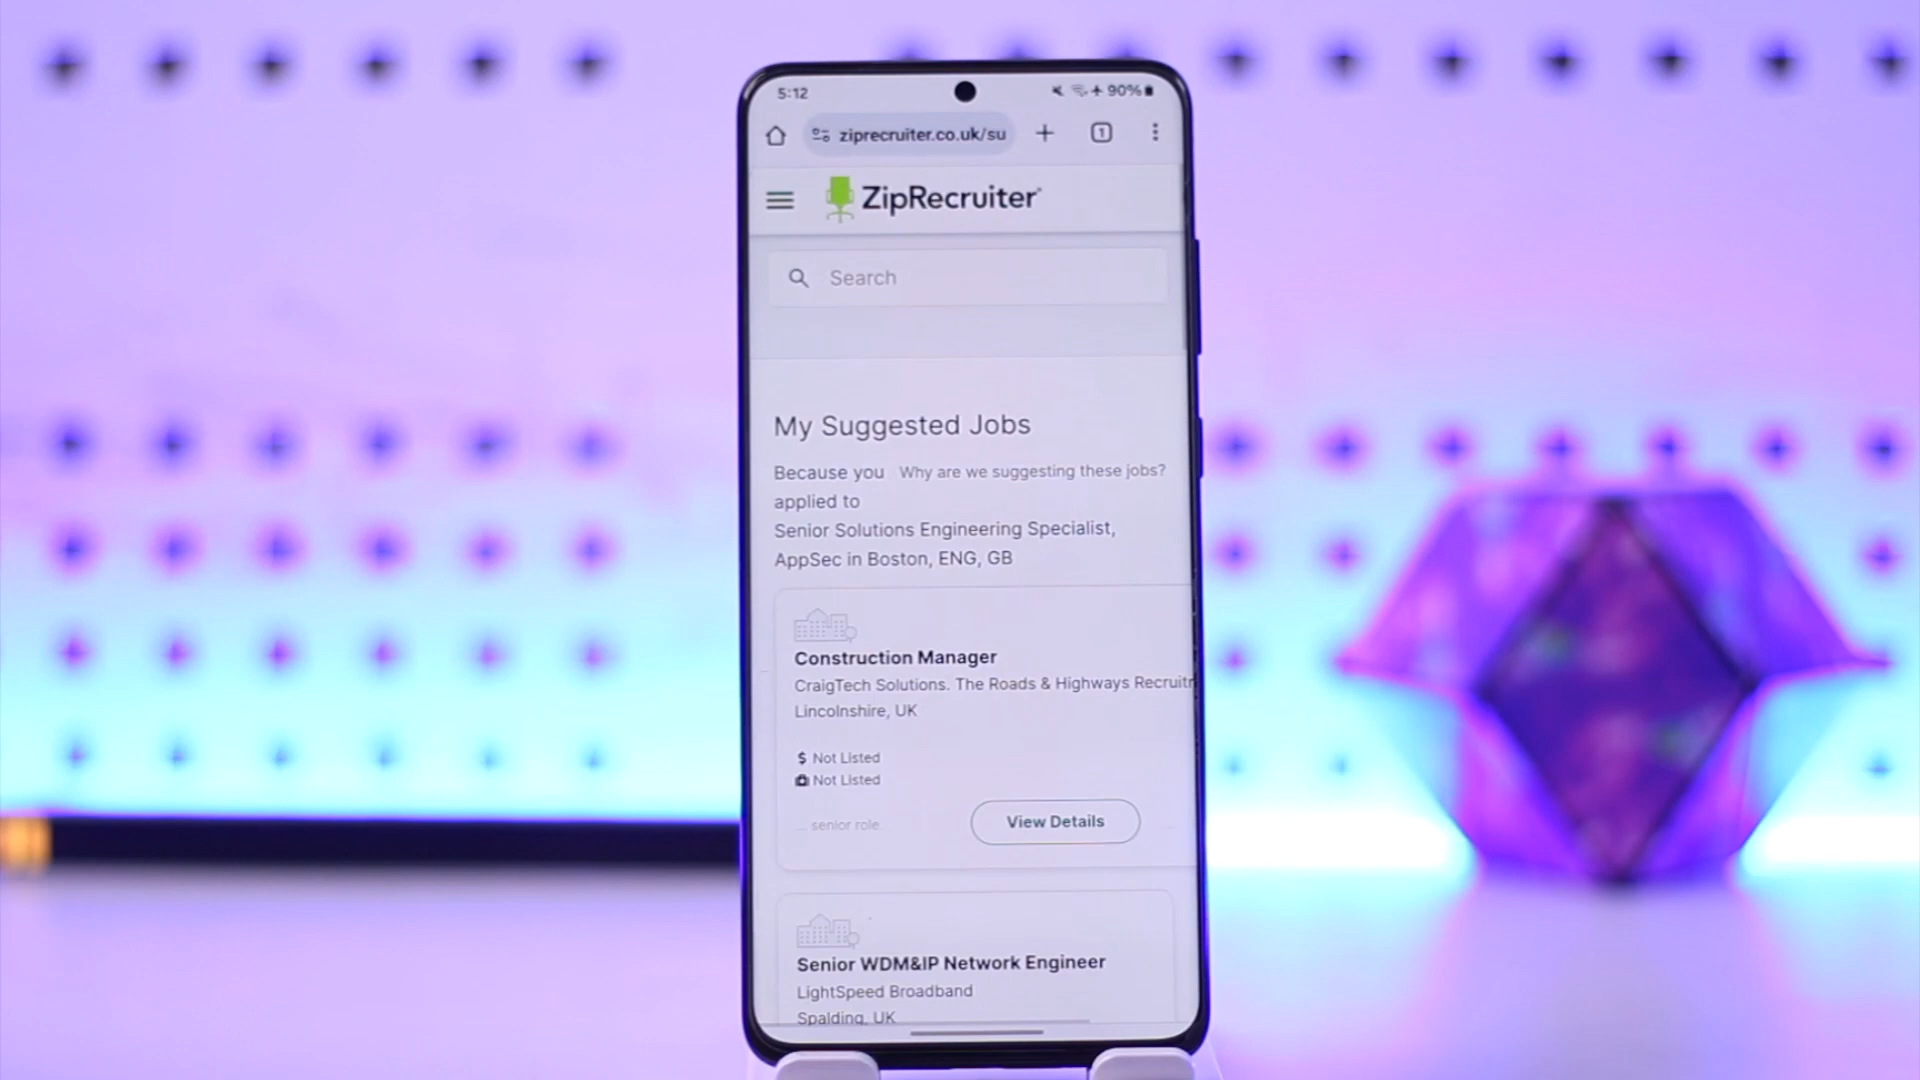 5:12
90%
ziprecruiter.co.uk/su
1
ZipRecruiter
Search
My Suggested Jobs
Because you Why are we suggesting these jobs?
applied to
Senior Solutions Engineering Specialist,
AppSec in Boston, ENG, GB
Construction Manager
CraigTech Solutions. The Roads & Highways Recruitm
Lincolnshire, UK
$ Not Listed
Not Listed
... senior role.
View Details
Senior WDM&IP Network Engineer
LightSpeed Broadband
Spalding, UK